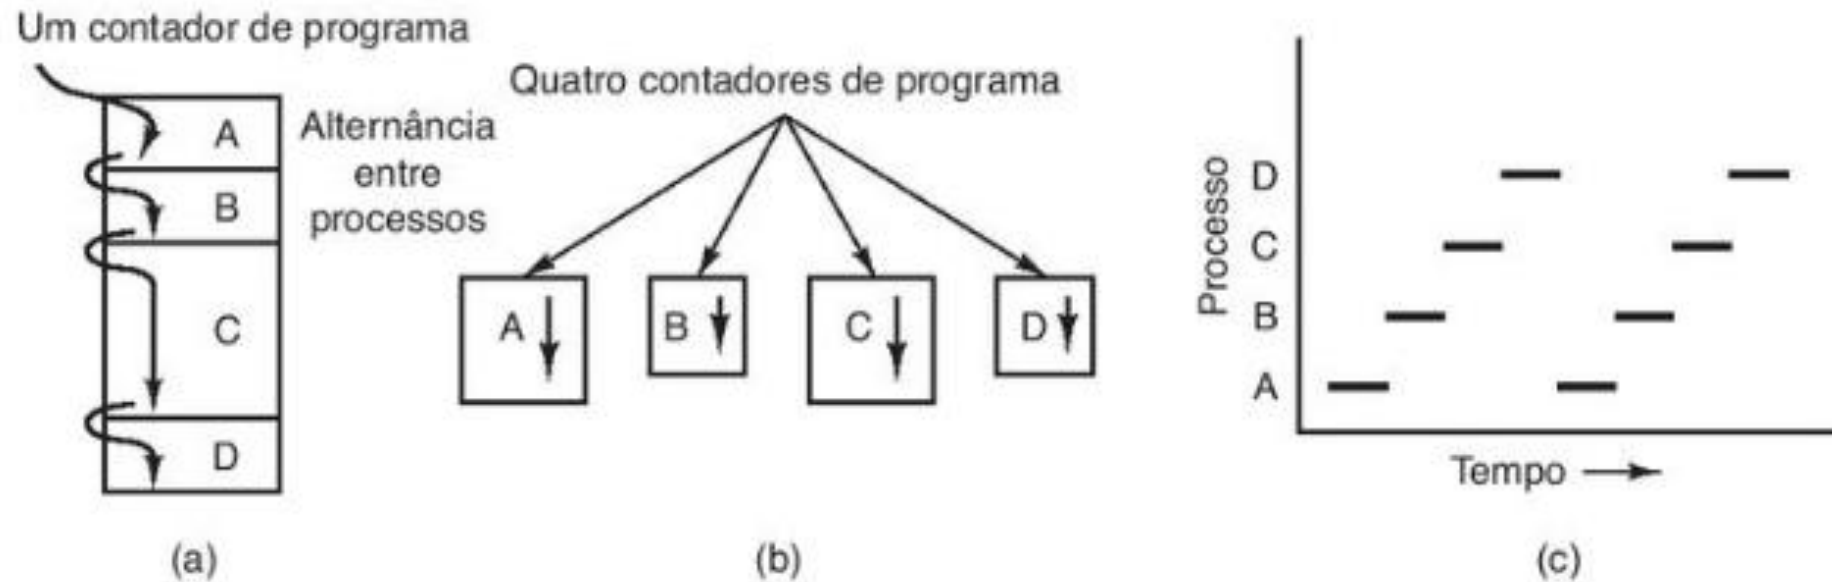 Um contador de programa
A
B
C
D
Alternância
entre
processos
(a)
Quatro contadores de programa
A
B
C
D
(b)
Processo
D
C
B
A
Tempo
(c)